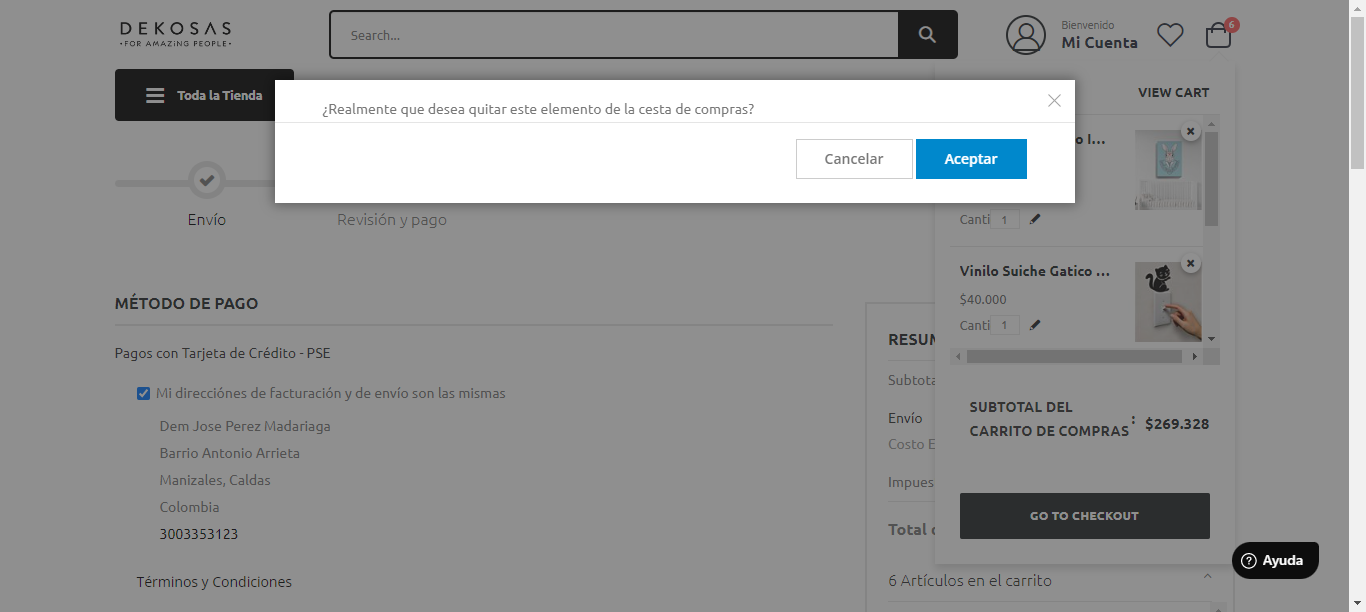 DEKOSAS
•FOR AMAZING PEOPLE•
Search...
Bienvenido
Mi Cuenta
6
Toda la Tienda
¿Realmente que desea quitar este elemento de la cesta de compras?
Cancelar
Aceptar
VIEW CART
o I...
Canti 1
Envío
Revisión y pago
Vinilo Suiche Gatico ...
$40.000
Canti 1
MÉTODO DE PAGO
Pagos con Tarjeta de Crédito - PSE
Mi direcciónes de facturación y de envío son las mismas
Dem Jose Perez Madariaga
Barrio Antonio Arrieta
Manizales, Caldas
Colombia
3003353123
Términos y Condiciones
RESUM
Subtota
Envío
Costo E
Impues
Total
SUBTOTAL DEL
CARRITO DE COMPRAS : $269.328
GO TO CHECKOUT
Ayuda
6 Artículos en el carrito